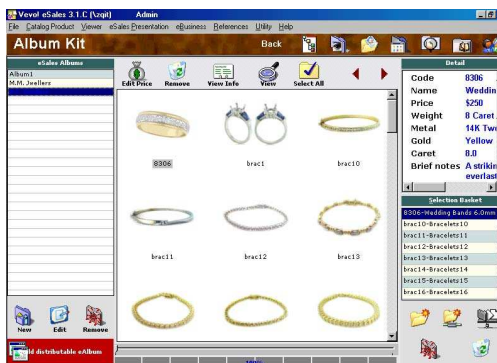 Vevol eSales 3.1.C (\zqit) Admin
File Catalog Product Viewer eSales Presentation eBusiness References Utility Help
Album Kit Back
eSales Albums
Album1
M.M. Jwellers
New Edit Remove
ld distributable eAlbum
Edit Price Remove View Info View Select All
8306 brac1 brac10
brac11 brac12 brac13
100%
Detail
Code 8306
Name Weddin
Price $250
Weight 8 Caret
Metal 14K Tw
Gold Yellow
Caret 8.0
Brief notes A strikin
everlast
Selection Basket
8306-Wedding Bands 6.0mm
brac10-Bracelets10
brac11-Bracelets11
brac12-Bracelets12
brac13-Bracelets13
brac14-Bracelets14
brac15-Bracelets15
brac16-Bracelets16